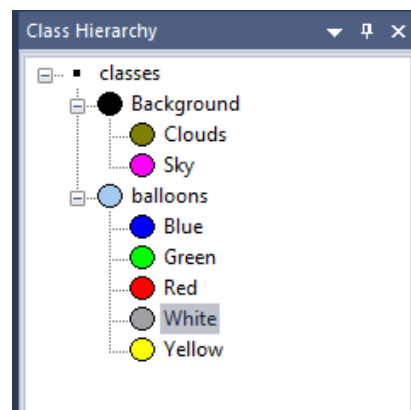 Class Hierarchy
classes
Background
Clouds
Sky
balloons
Blue
Green
Red
White
Yellow